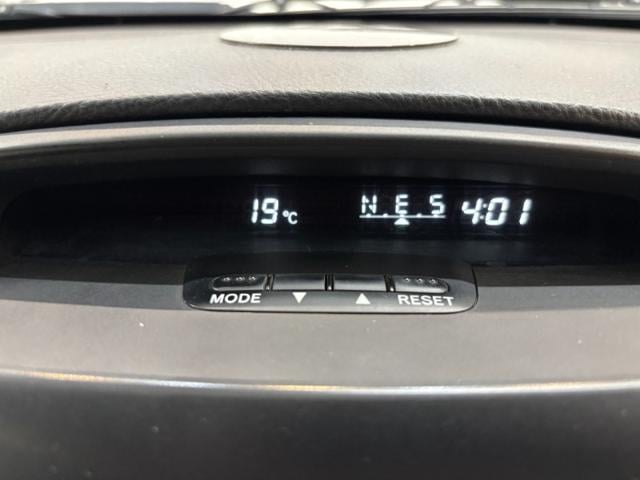 19°C N.E.S 4:01
MODE ▼ ▲ RESET